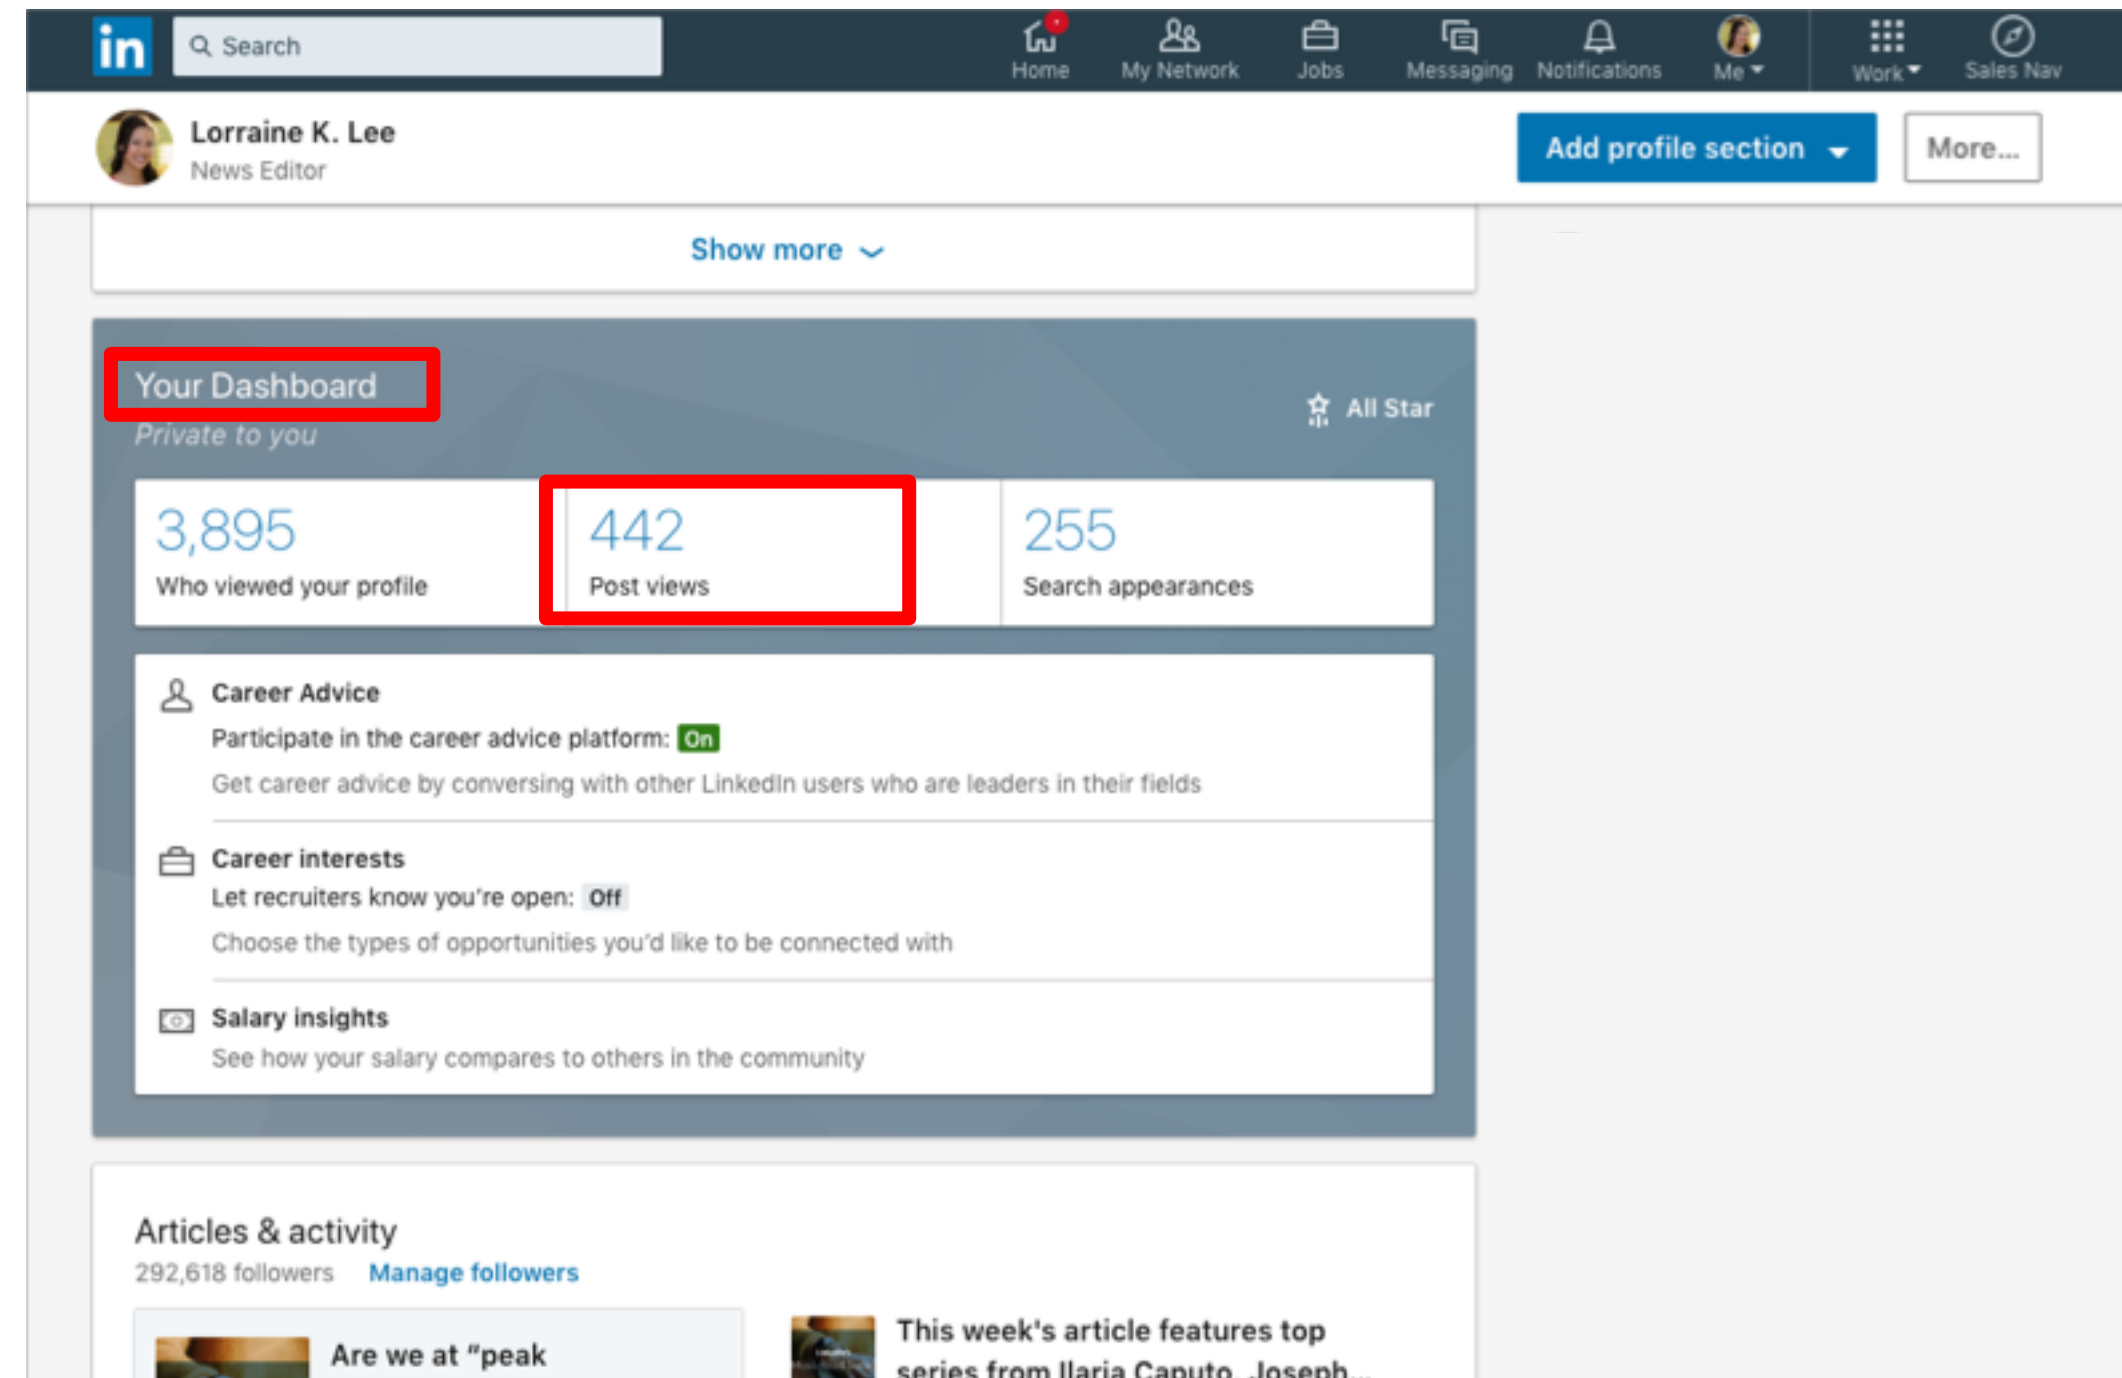 in
Search
Home
My Network
Jobs
Messaging
Notifications
Me
Work
Sales Nav
Lorraine K. Lee
News Editor
Add profile section
More...
Show more
Your Dashboard
Private to you
All Star
3,895
Who viewed your profile
442
Post views
255
Search appearances
Career Advice
Participate in the career advice platform: On
Get career advice by conversing with other LinkedIn users who are leaders in their fields
Career interests
Let recruiters know you're open: Off
Choose the types of opportunities you'd like to be connected with
Salary insights
See how your salary compares to others in the community
Articles & activity
292,618 followers Manage followers
Are we at "peak
This week's article features top
series from Ilaria Caputo, Joseph...